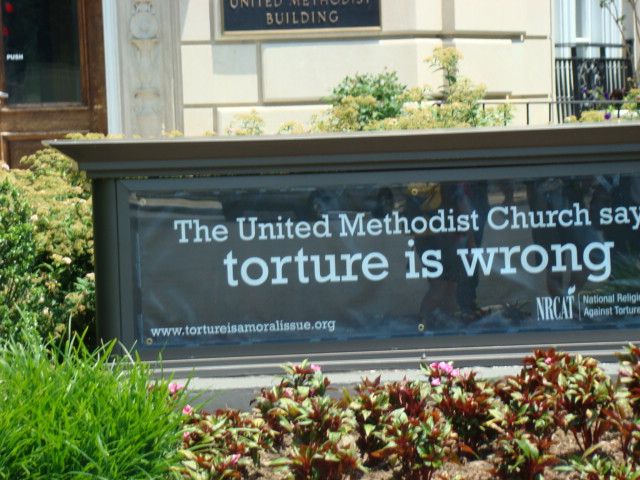 PUSH
UNITED METHODIST
BUILDING
The United Methodist Church say
torture is wrong
NRCAT
National Religi
Against Torture
www.tortureisamoralissue.org